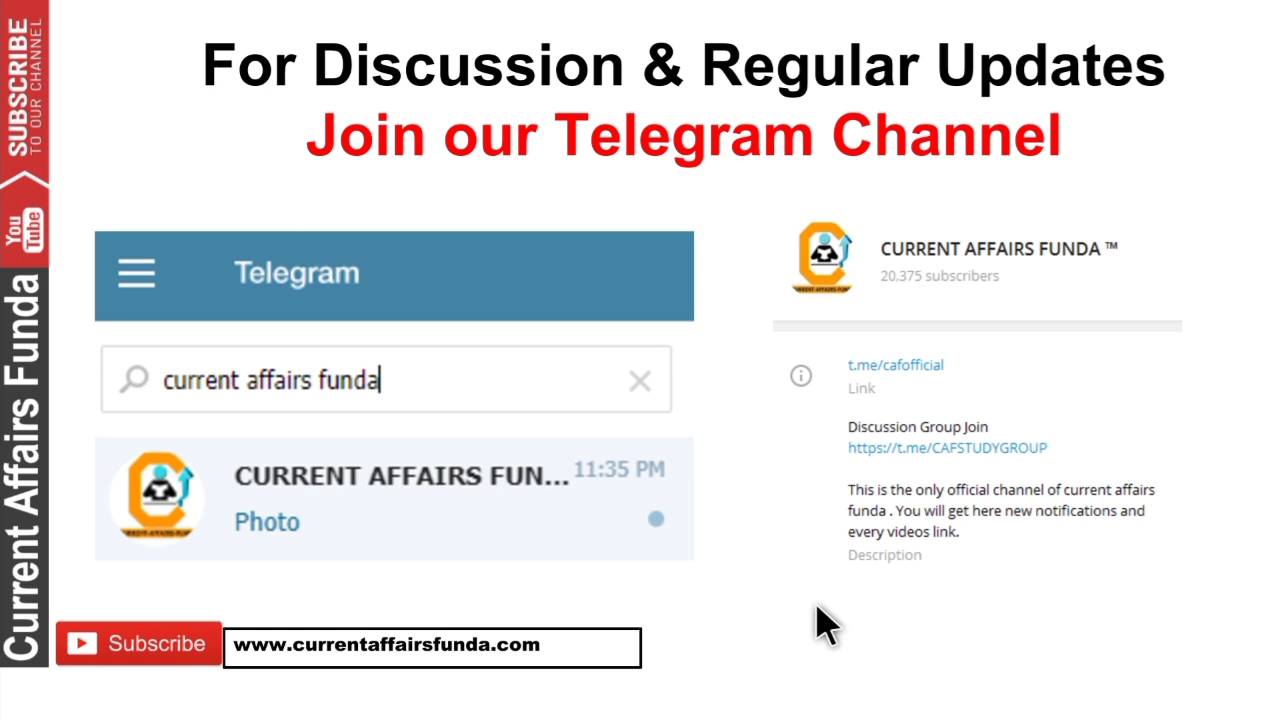 For Discussion & Regular Updates
Join our Telegram Channel
SUBSCRIBE
TO OUR CHANNEL
You
Tube
Current Affairs Funda
Telegram
current affairs funda
CURRENT AFFAIRS FUN...
11:35 PM
Photo
CURRENT AFFAIRS FUNDA ™
20,375 subscribers
t.me/cafofficial
Link
Discussion Group Join
https://t.me/CAFSTUDYGROUP
This is the only official channel of current affairs
funda . You will get here new notifications and
every videos link.
Description
Subscribe
www.currentaffairsfunda.com